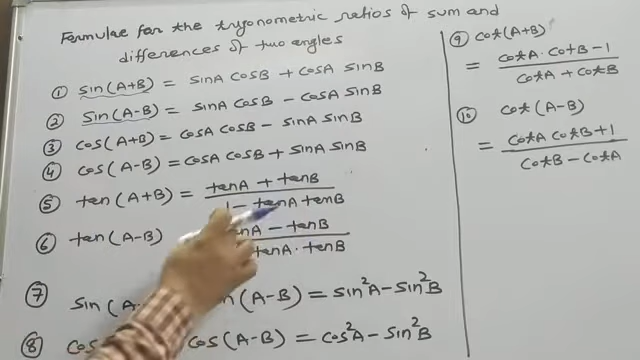 Formulae for the trigonometric ratios of sum and
differences of two angles
① sin(A+B) = sinA cosB + cosA sinB
② sin(A-B) = sinA cosB - cosA sinB
③ cos(A+B) = cosA cosB - sinA sinB
④ cos(A-B) = cosA cosB + sinA sinB
⑤ tan(A+B) = tanA + tanB
1 - tanA tanB
⑥ tan(A-B) tanA - tanB
tanA · tanB
⑦ sin(A (A-B) = sin²A - sin²B
⑧ cos cos(A-B) = cos²A - sin²B
⑨ cot(A+B)
= cotA · cotB - 1
cotA + cotB
⑩ cot(A-B)
= cotA cotB + 1
cotB - cotA